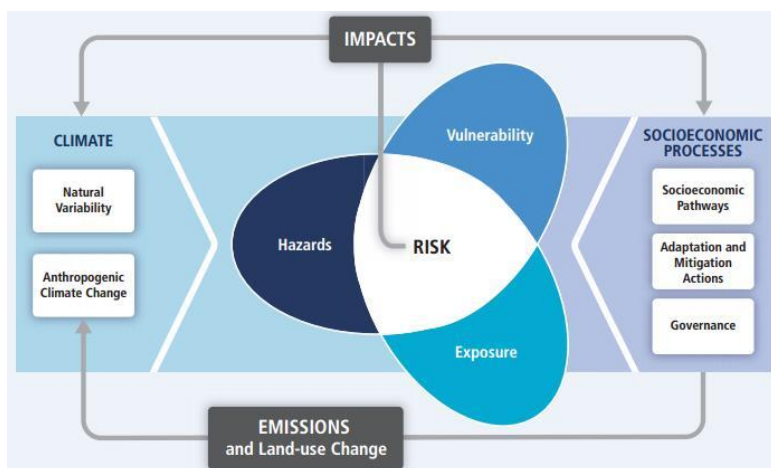 IMPACTS
CLIMATE
Natural
Variability
Anthropogenic
Climate Change
Vulnerability
Hazards
RISK
Exposure
SOCIOECONOMIC
PROCESSES
Socioeconomic
Pathways
Adaptation and
Mitigation
Actions
Governance
EMISSIONS
and Land-use Change